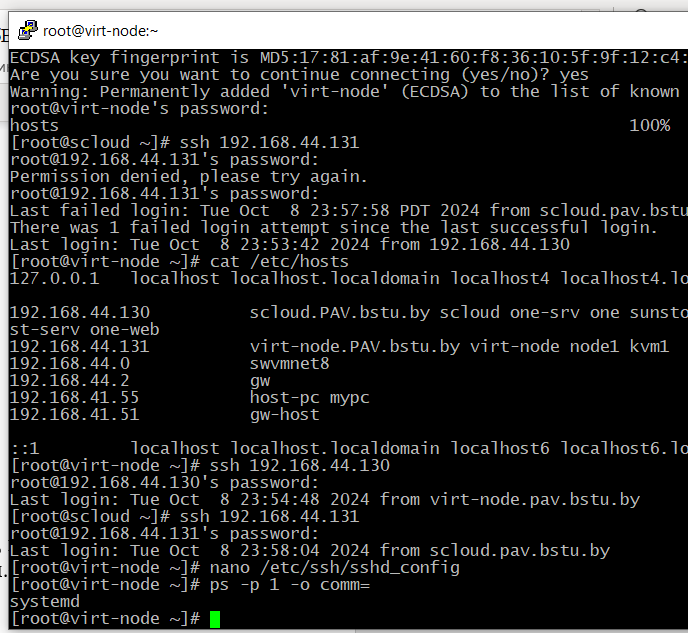 root@virt-node:~
ECDSA key fingerprint is MD5:17:81:af:9e:41:60:f8:36:10:5f:9f:12:c4:
Are you sure you want to continue connecting (yes/no)? yes
Warning: Permanently added 'virt-node' (ECDSA) to the list of known
root@virt-node's password:
hosts 100%
[root@scloud ~]# ssh 192.168.44.131
root@192.168.44.131's password:
Permission denied, please try again.
root@192.168.44.131's password:
Last failed login: Tue Oct  8 23:57:58 PDT 2024 from scloud.pav.bstu
There was 1 failed login attempt since the last successful login.
Last login: Tue Oct  8 23:53:42 2024 from 192.168.44.130
[root@virt-node ~]# cat /etc/hosts
127.0.0.1   localhost localhost.localdomain localhost4 localhost4.lo
192.168.44.130          scloud.PAV.bstu.by scloud one-srv one sunsto
st-serv one-web
192.168.44.131          virt-node.PAV.bstu.by virt-node node1 kvm1
192.168.44.0            swvmnet8
192.168.44.2            gw
192.168.41.55           host-pc mypc
192.168.41.51           gw-host
::1         localhost localhost.localdomain localhost6 localhost6.lo
[root@virt-node ~]# ssh 192.168.44.130
root@192.168.44.130's password:
Last login: Tue Oct  8 23:54:48 2024 from virt-node.pav.bstu.by
[root@scloud ~]# ssh 192.168.44.131
root@192.168.44.131's password:
Last login: Tue Oct  8 23:58:04 2024 from scloud.pav.bstu.by
[root@virt-node ~]# nano /etc/ssh/sshd_config
[root@virt-node ~]# ps -p 1 -o comm=
systemd
[root@virt-node ~]#